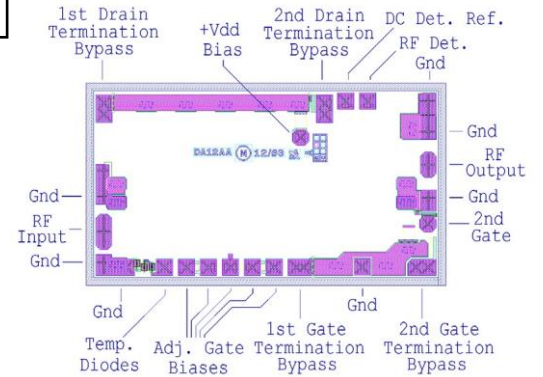 1st Drain
Termination
Bypass
+Vdd
Bias
2nd Drain
Termination
Bypass
DC Det. Ref.
RF Det.
Gnd
Gnd
RF
Output
Gnd
2nd
Gate
DA12AA M 12/03
Gnd
RF
Input
Gnd
Gnd
Temp.
Diodes
Adj. Gate
Biases
1st Gate
Termination
Bypass
Gnd
2nd Gate
Termination
Bypass